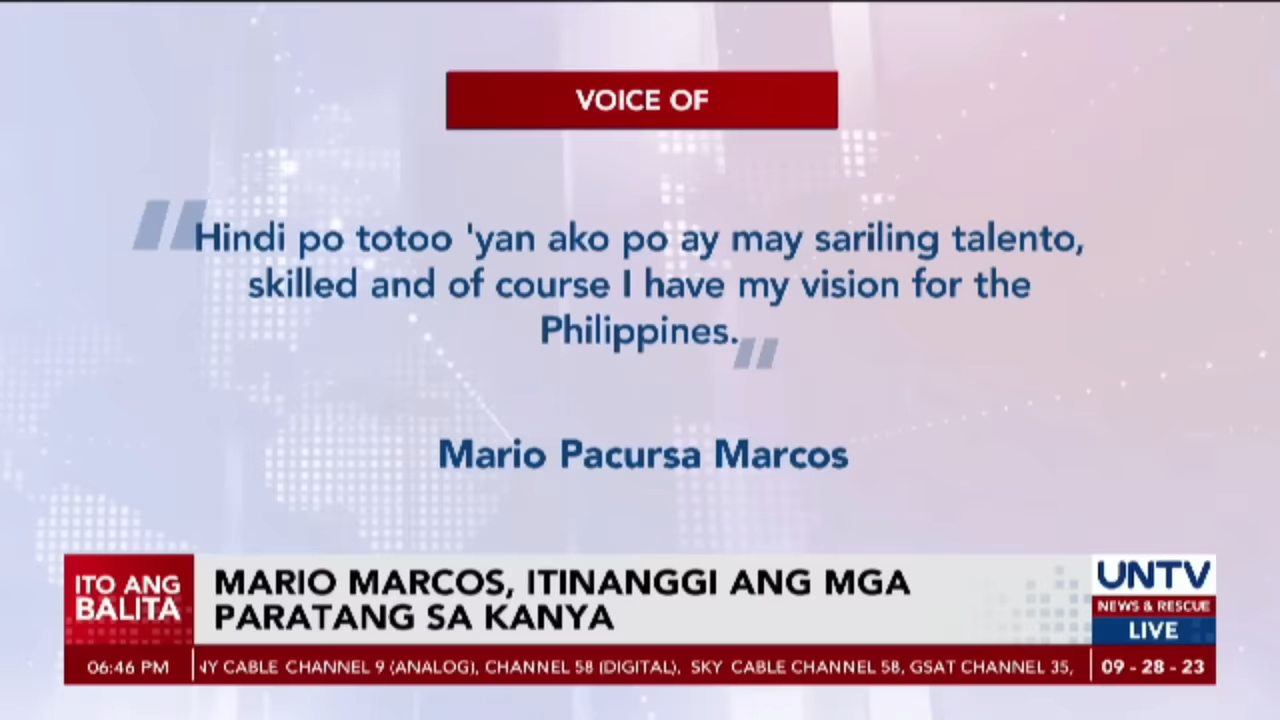 VOICE OF
"Hindi po totoo 'yan ako po ay may sariling talento,
skilled and of course I have my vision for the
Philippines."
Mario Pacursa Marcos
ITO ANG
BALITA
MARIO MARCOS, ITINANGGI ANG MGA
PARATANG SA KANYA
UNTV
NEWS & RESCUE
LIVE
06:46 PM
CABLE CHANNEL 9 (ANALOG), CHANNEL 58 (DIGITAL), SKY CABLE CHANNEL 58, GSAT CHANNEL 35,
09 - 28 - 23